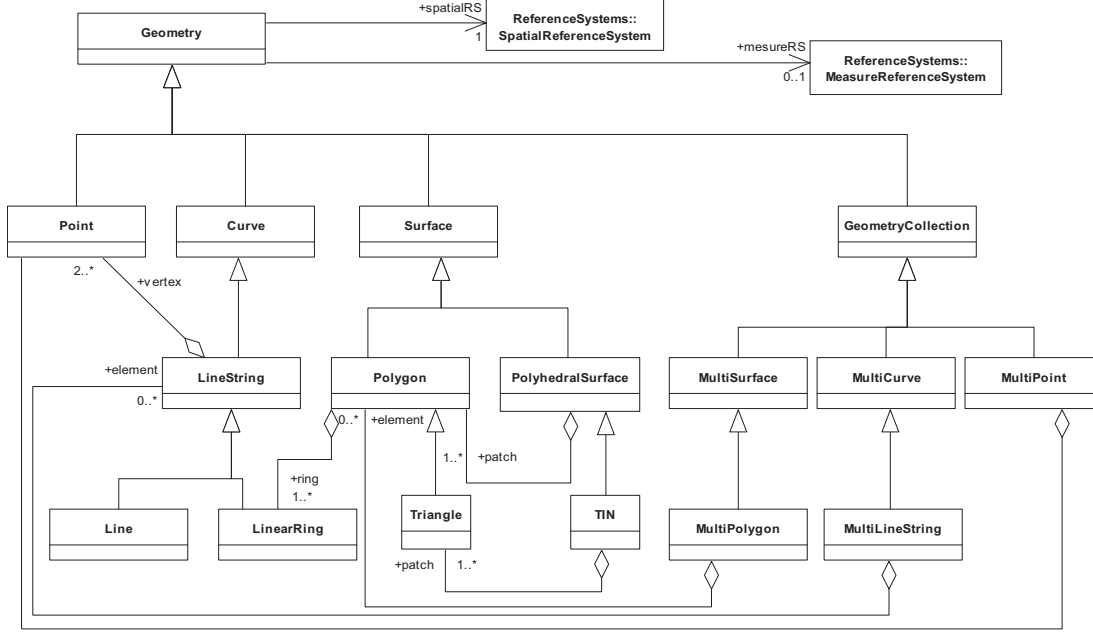 +spatialRS
ReferenceSystems::
SpatialReferenceSystem
1
Geometry
+mesureRS
ReferenceSystems::
MeasureReferenceSystem
0..1
Point
Curve
Surface
GeometryCollection
2..*
+vertex
+element
0..*
LineString
Polygon
PolyhedralSurface
MultiSurface
MultiCurve
MultiPoint
0..*
+element
1..*
+patch
+ring
1..*
Line
LinearRing
Triangle
TIN
MultiPolygon
MultiLineString
+patch
1..*